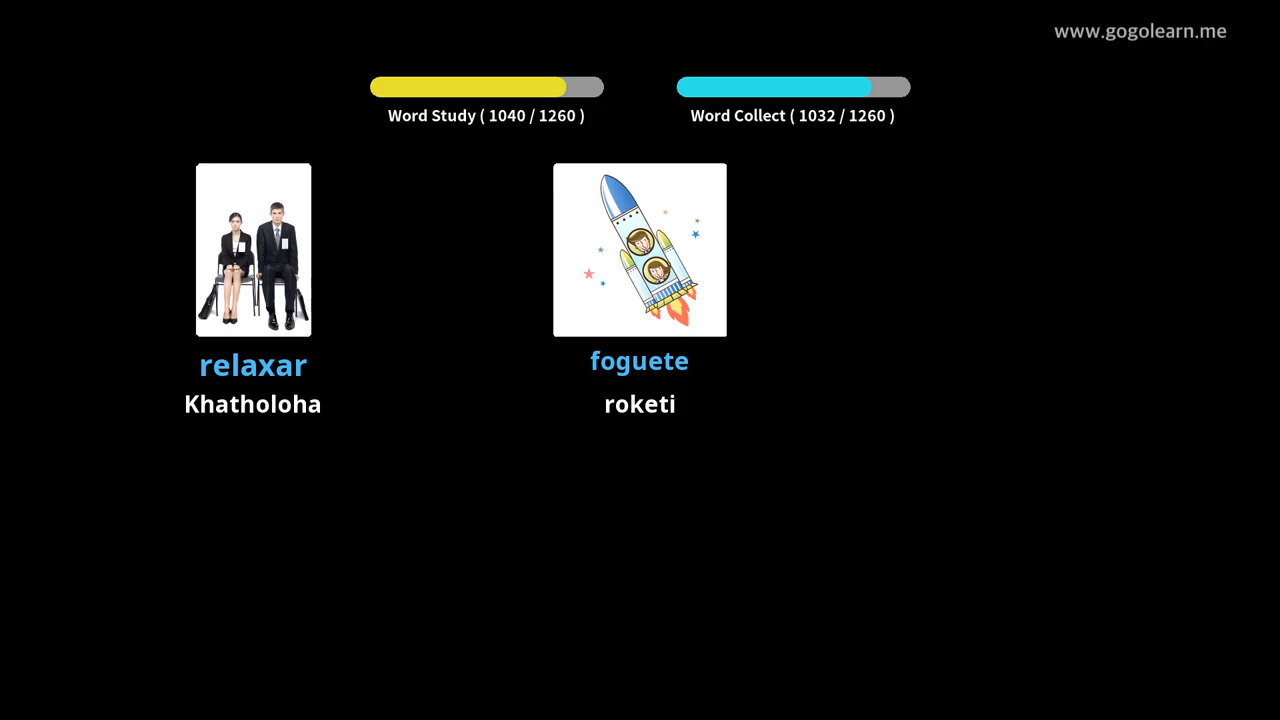 www.gogolearn.me
Word Study ( 1040 / 1260 )
Word Collect ( 1032 / 1260 )
relaxar
Khatholoha
foguete
roketi